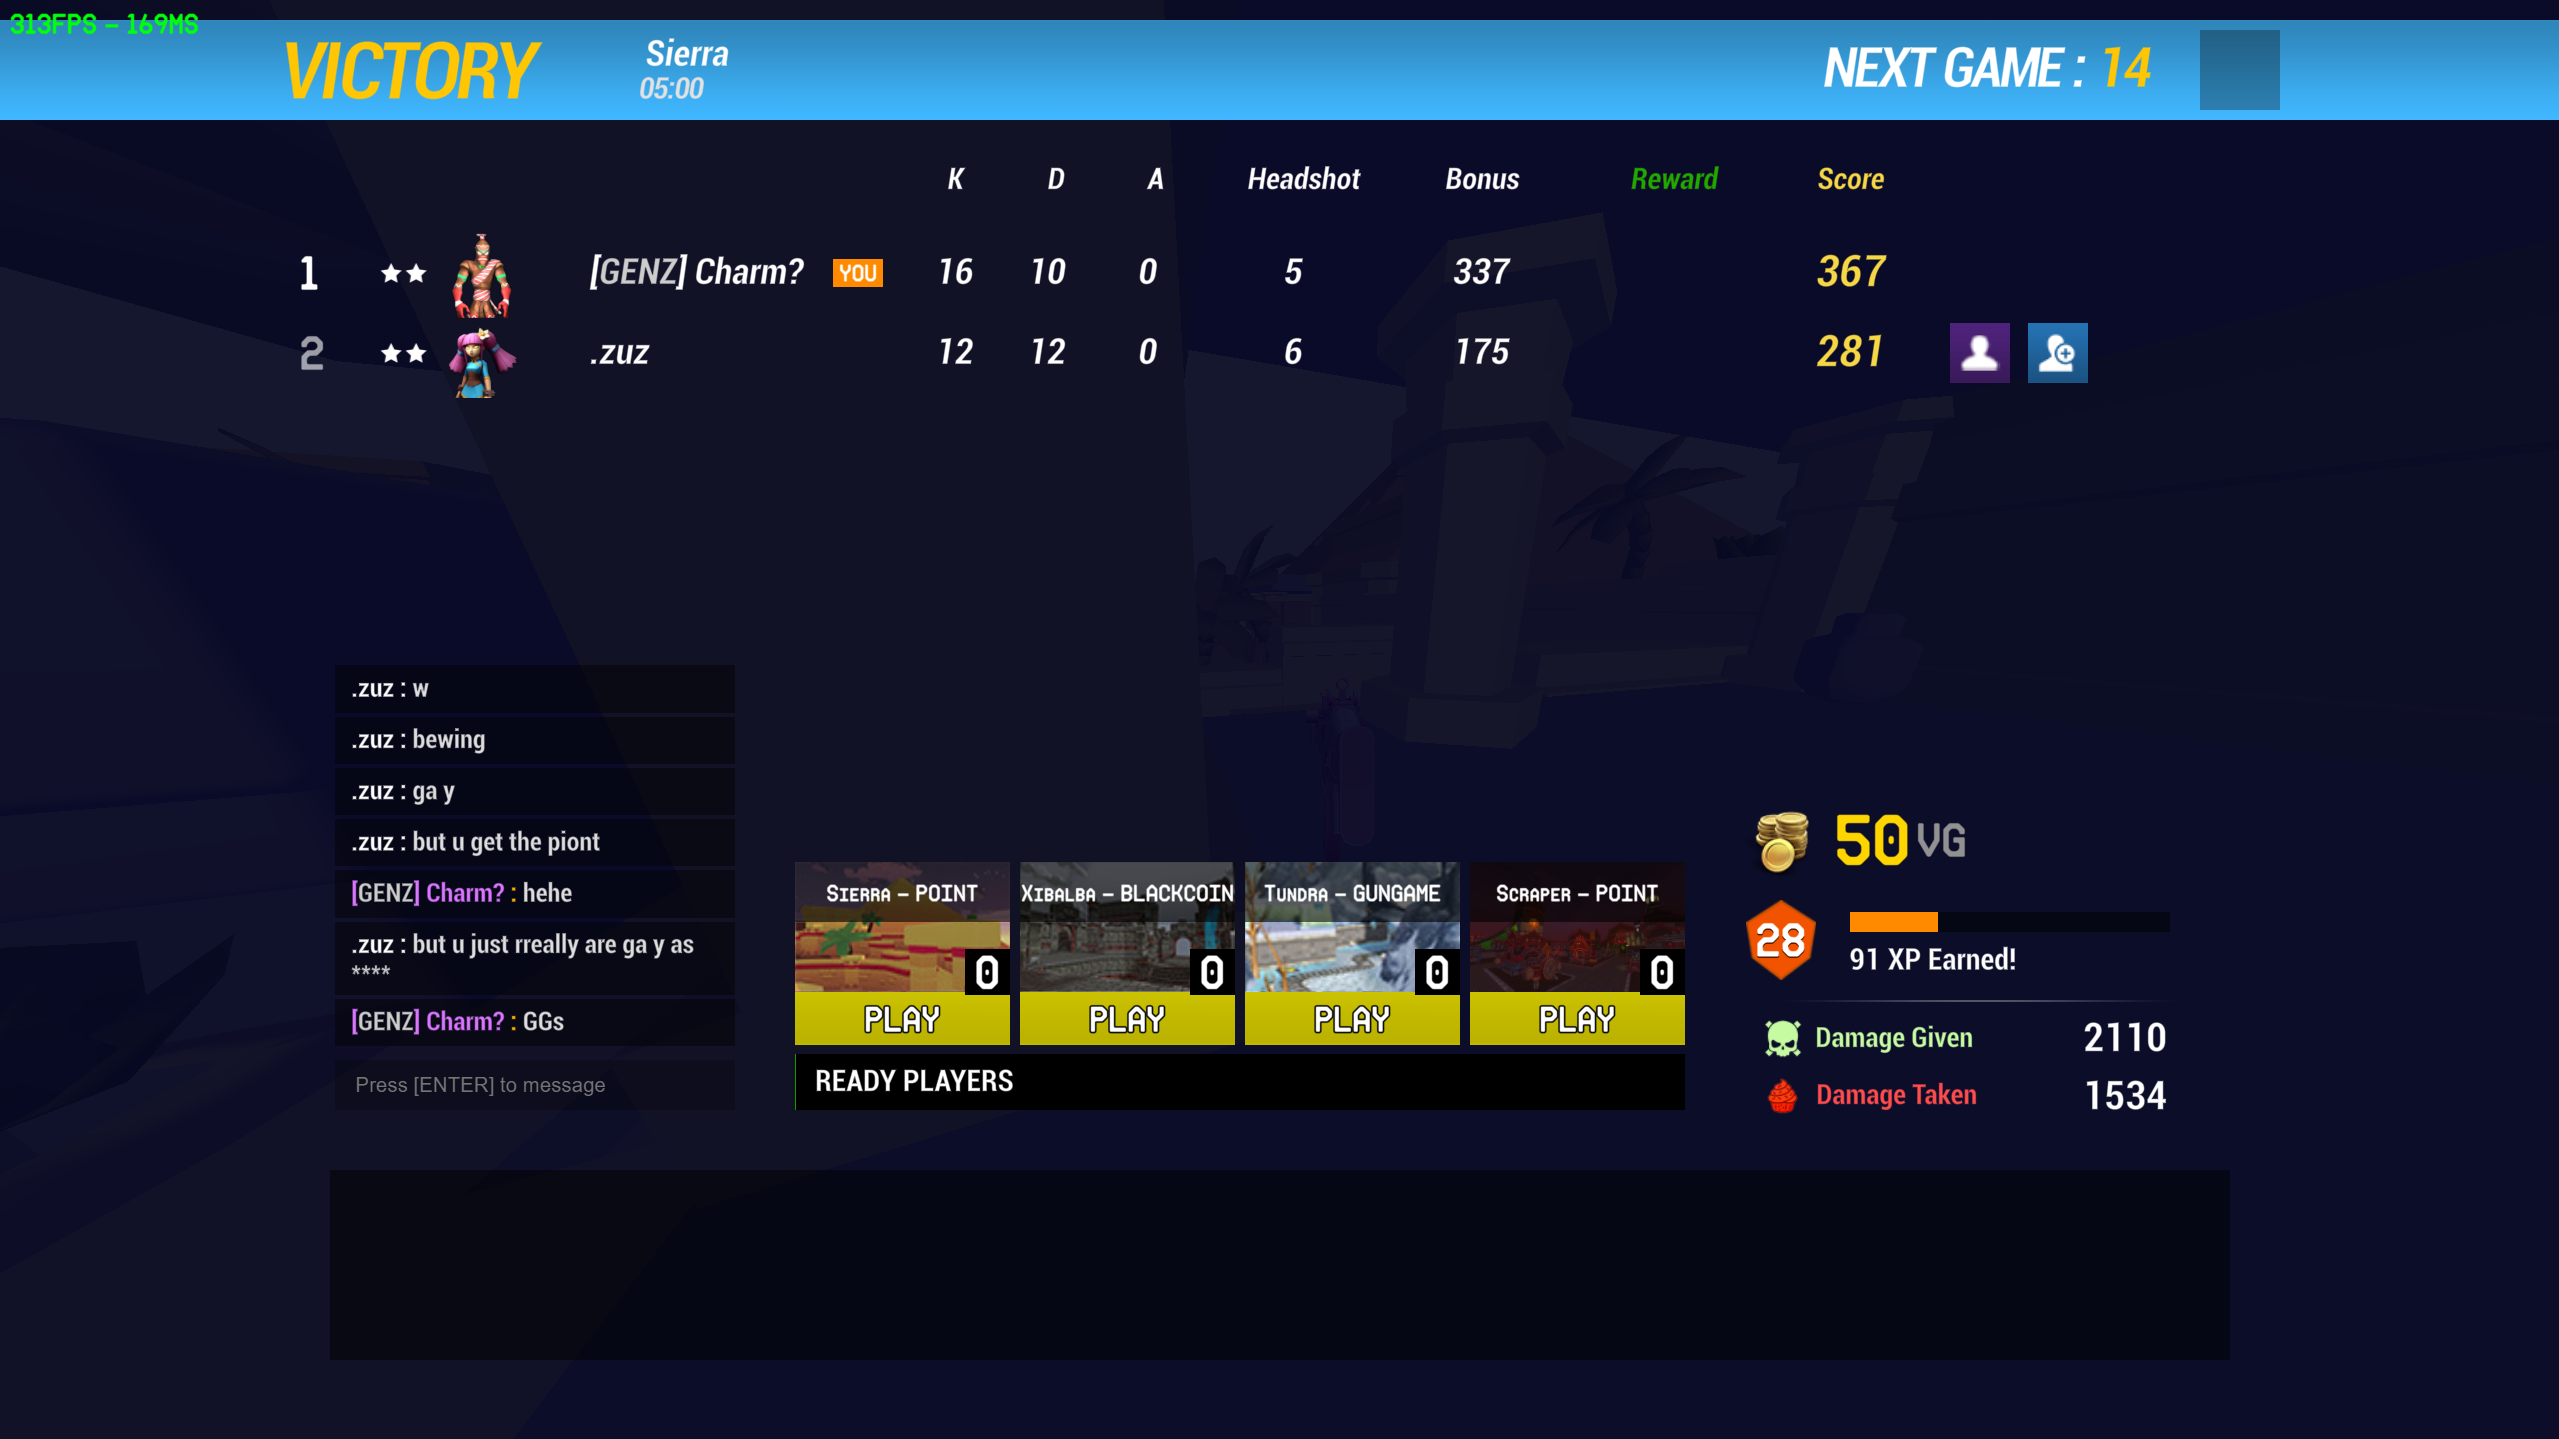 313FPS – 169MS
VICTORY
Sierra
05:00
NEXT GAME : 14
K D A Headshot Bonus Reward Score
1 [GENZ] Charm? YOU 16 10 0 5 337 367
2 .zuz 12 12 0 6 175 281
.zuz : w
.zuz : bewing
.zuz : ga y
.zuz : but u get the piont
[GENZ] Charm? : hehe
.zuz : but u just rreally are ga y as
****
[GENZ] Charm? : GGs
Press [ENTER] to message
Sierra – POINT
0
PLAY
Xibalba – BLACKCOIN
0
PLAY
Tundra – GUNGAME
0
PLAY
Scraper – POINT
0
PLAY
READY PLAYERS
50 VG
28
91 XP Earned!
Damage Given 2110
Damage Taken 1534